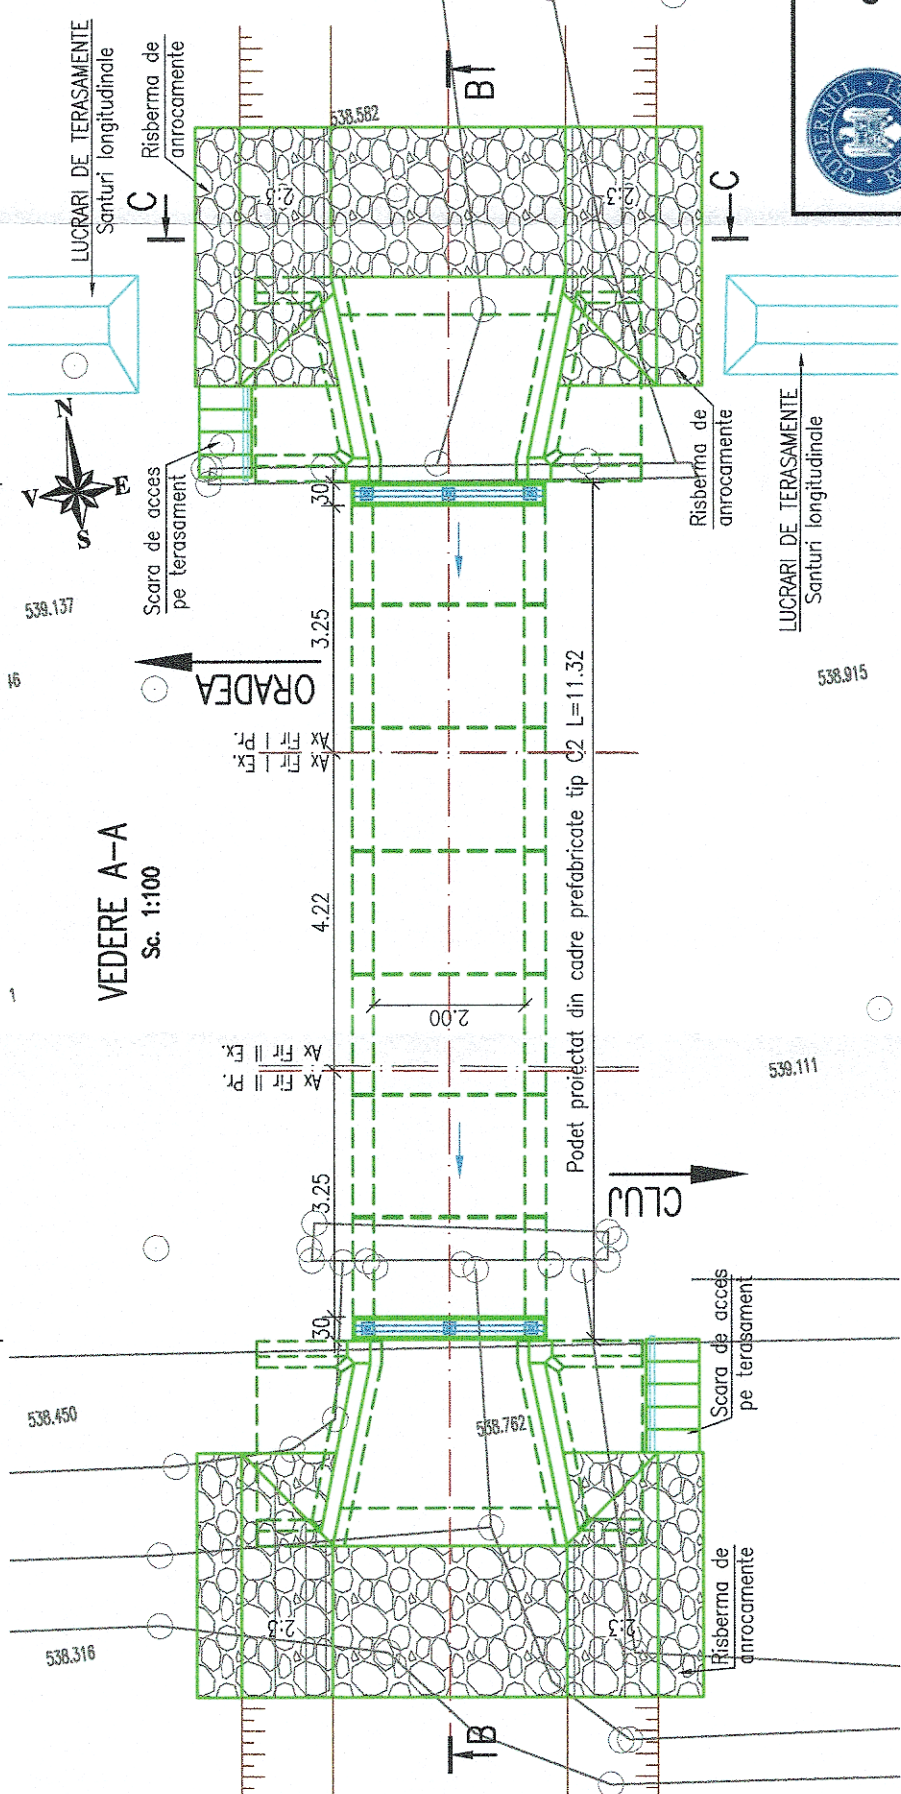 LUCRARI DE TERASAMENTE
Santuri longitudinale
Risberma de
anrocamente
538.582
B
C
C
2:3
2:3
GUVERNUL
N
V
E
S
Scara de acces
pe terasament
30
Risberma de
anrocamente
LUCRARI DE TERASAMENTE
Santuri longitudinale
539.137
3.25
ORADEA
538.915
Ax Fir I Pr.
Ax Fir I Ex.
VEDERE A-A
Sc. 1:100
4.22
2.00
Podet proiectat din cadre prefabricate tip C2 L=11.32
Ax Fir II Ex.
Ax Fir II Pr.
539.111
3.25
CLUJ
30
Scara de acces
pe terasament
538.450
538.762
2:3
2:3
Risberma de
anrocamente
538.316
B